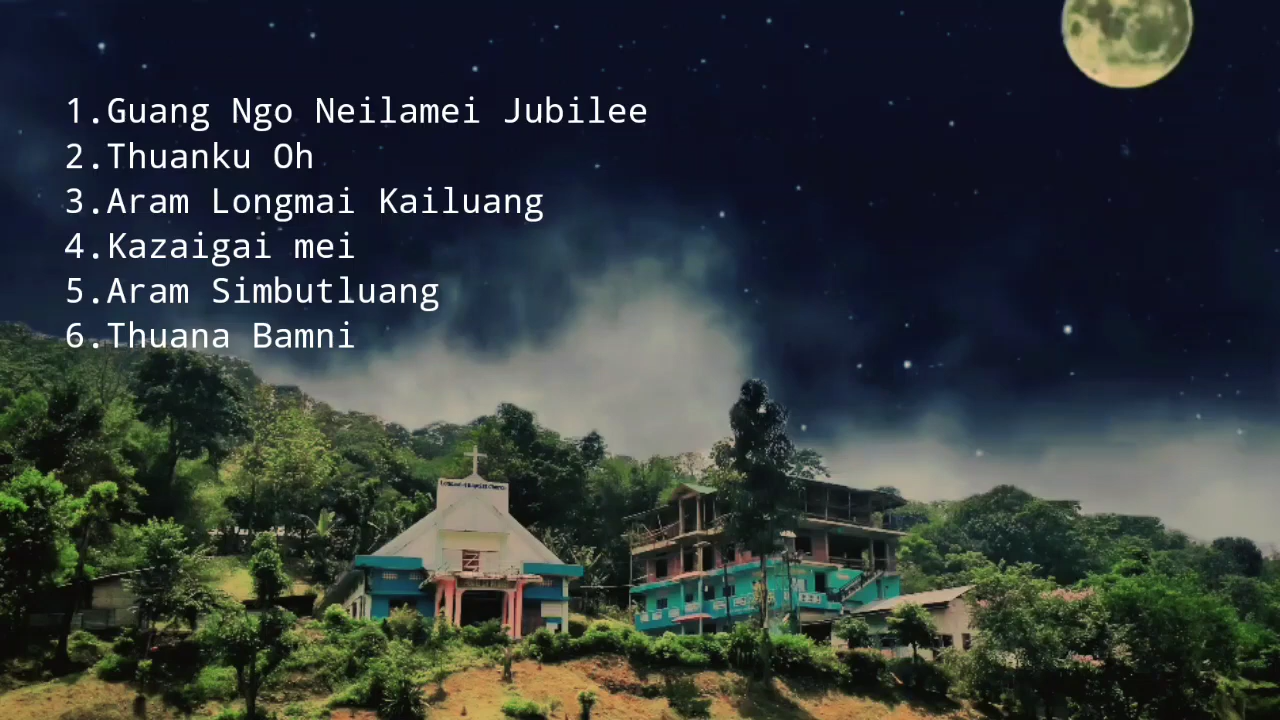 1.Guang Ngo Neilamei Jubilee
2.Thuanku Oh
3.Aram Longmai Kailuang
4.Kazaigai mei
5.Aram Simbutluang
6.Thuana Bamni